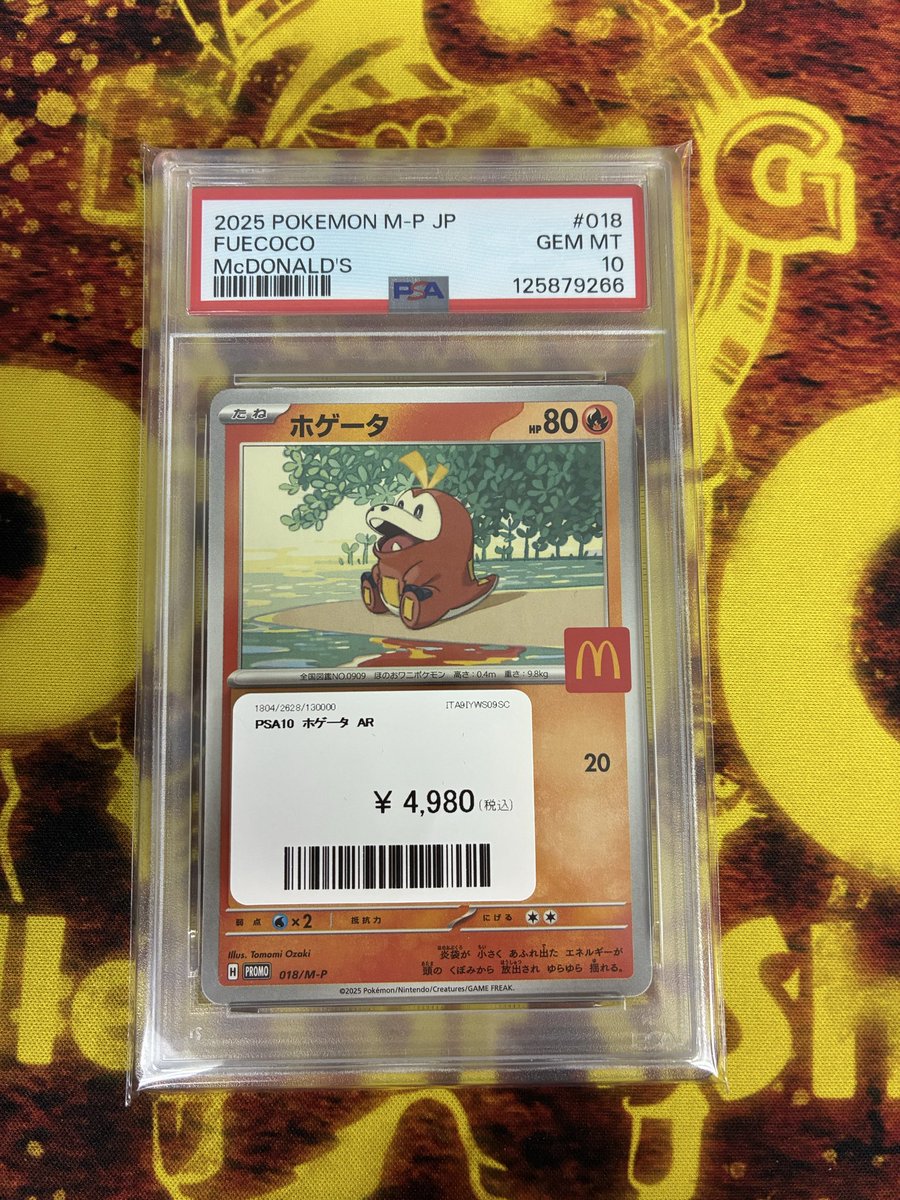 2025 POKEMON M-P JP #018
FUECOCO GEM MT
McDONALD'S 10
PSA 125879266
たね ホゲータ HP80
全国図鑑NO.0909 ほのおワニポケモン 高さ:0.4m 重さ:9.8kg
1804/2628/130000 ITA9IYWS09SC
PSA10 ホゲータ AR
20
¥ 4,980(税込)
弱点 ×2 抵抗力 にげる
Illus. Tomomi Ozaki
炎袋が 小さく あふれ出た エネルギーが
頭の くぼみから 放出され ゆらゆら 揺れる。
H PROMO 018/M-P
©2025 Pokémon/Nintendo/Creatures/GAME FREAK.